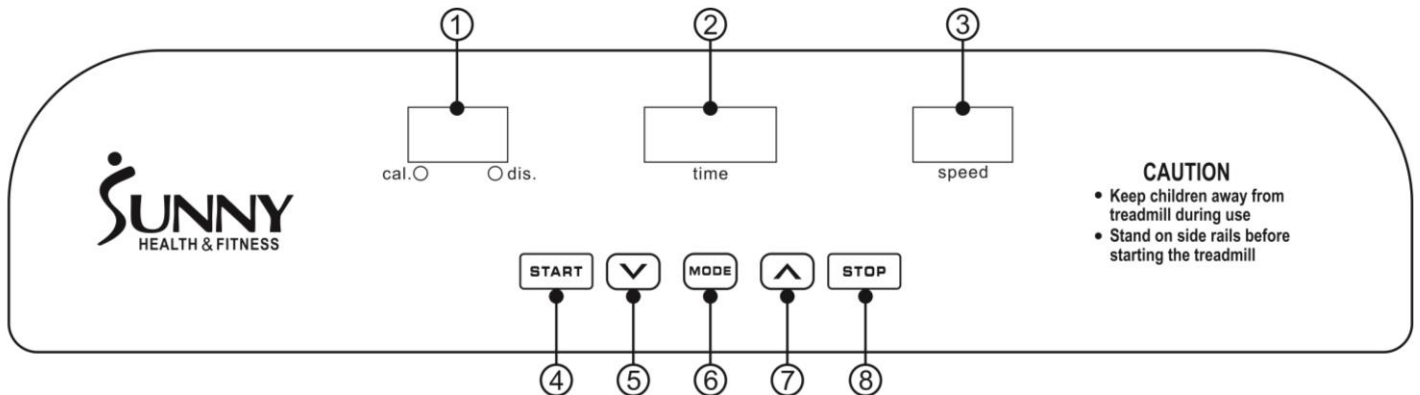 ① ② ③
cal. dis. time speed
SUNNY
HEALTH & FITNESS
CAUTION
• Keep children away from
treadmill during use
• Stand on side rails before
starting the treadmill
START MODE STOP
④ ⑤ ⑥ ⑦ ⑧